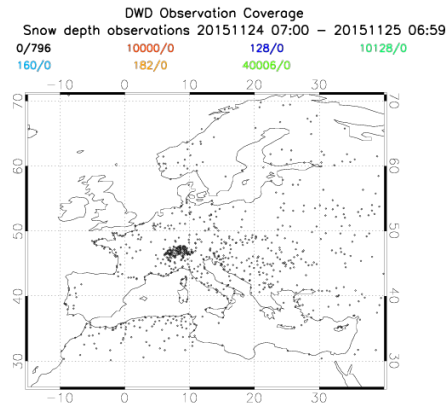 DWD Observation Coverage
Snow depth observations 20151124 07:00 – 20151125 06:59
0/796 10000/0 128/0 10128/0
160/0 182/0 40006/0
-10 0 10 20 30
70 70
60 60
50 50
40 40
30 30
-10 0 10 20 30